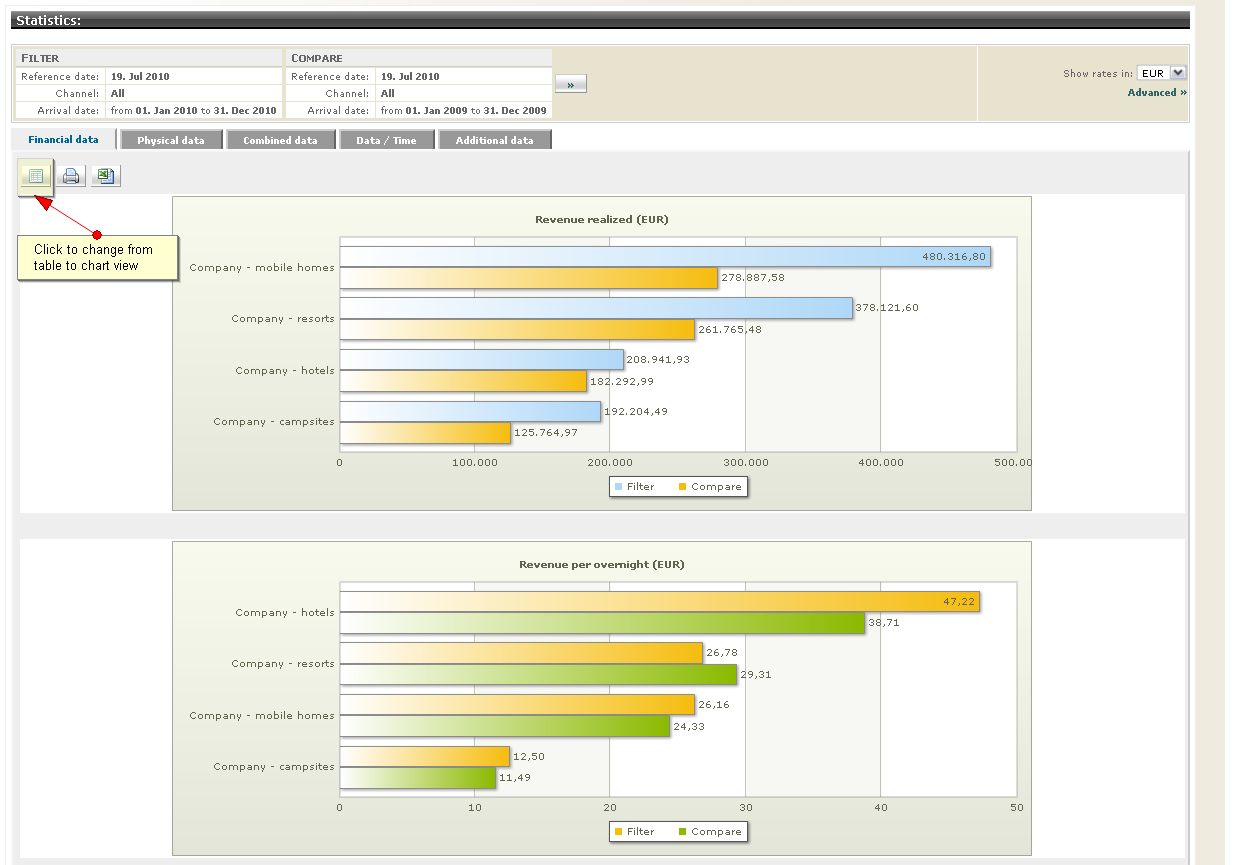 Statistics:
FILTER
Reference date: 19. Jul 2010
Channel: All
Arrival date: from 01. Jan 2010 to 31. Dec 2010
COMPARE
Reference date: 19. Jul 2010
Channel: All
Arrival date: from 01. Jan 2009 to 31. Dec 2009
»
Show rates in: EUR
Advanced »
Financial data
Physical data
Combined data
Data / Time
Additional data
Click to change from
table to chart view
Revenue realized (EUR)
Company - mobile homes
480.316,80
278.887,58
Company - resorts
378.121,60
261.765,48
Company - hotels
208.941,93
182.292,99
Company - campsites
192.204,49
125.764,97
0 100.000 200.000 300.000 400.000 500.00
Filter Compare
Revenue per overnight (EUR)
Company - hotels
47,22
38,71
Company - resorts
26,78
29,31
Company - mobile homes
26,16
24,33
Company - campsites
12,50
11,49
0 10 20 30 40 50
Filter Compare